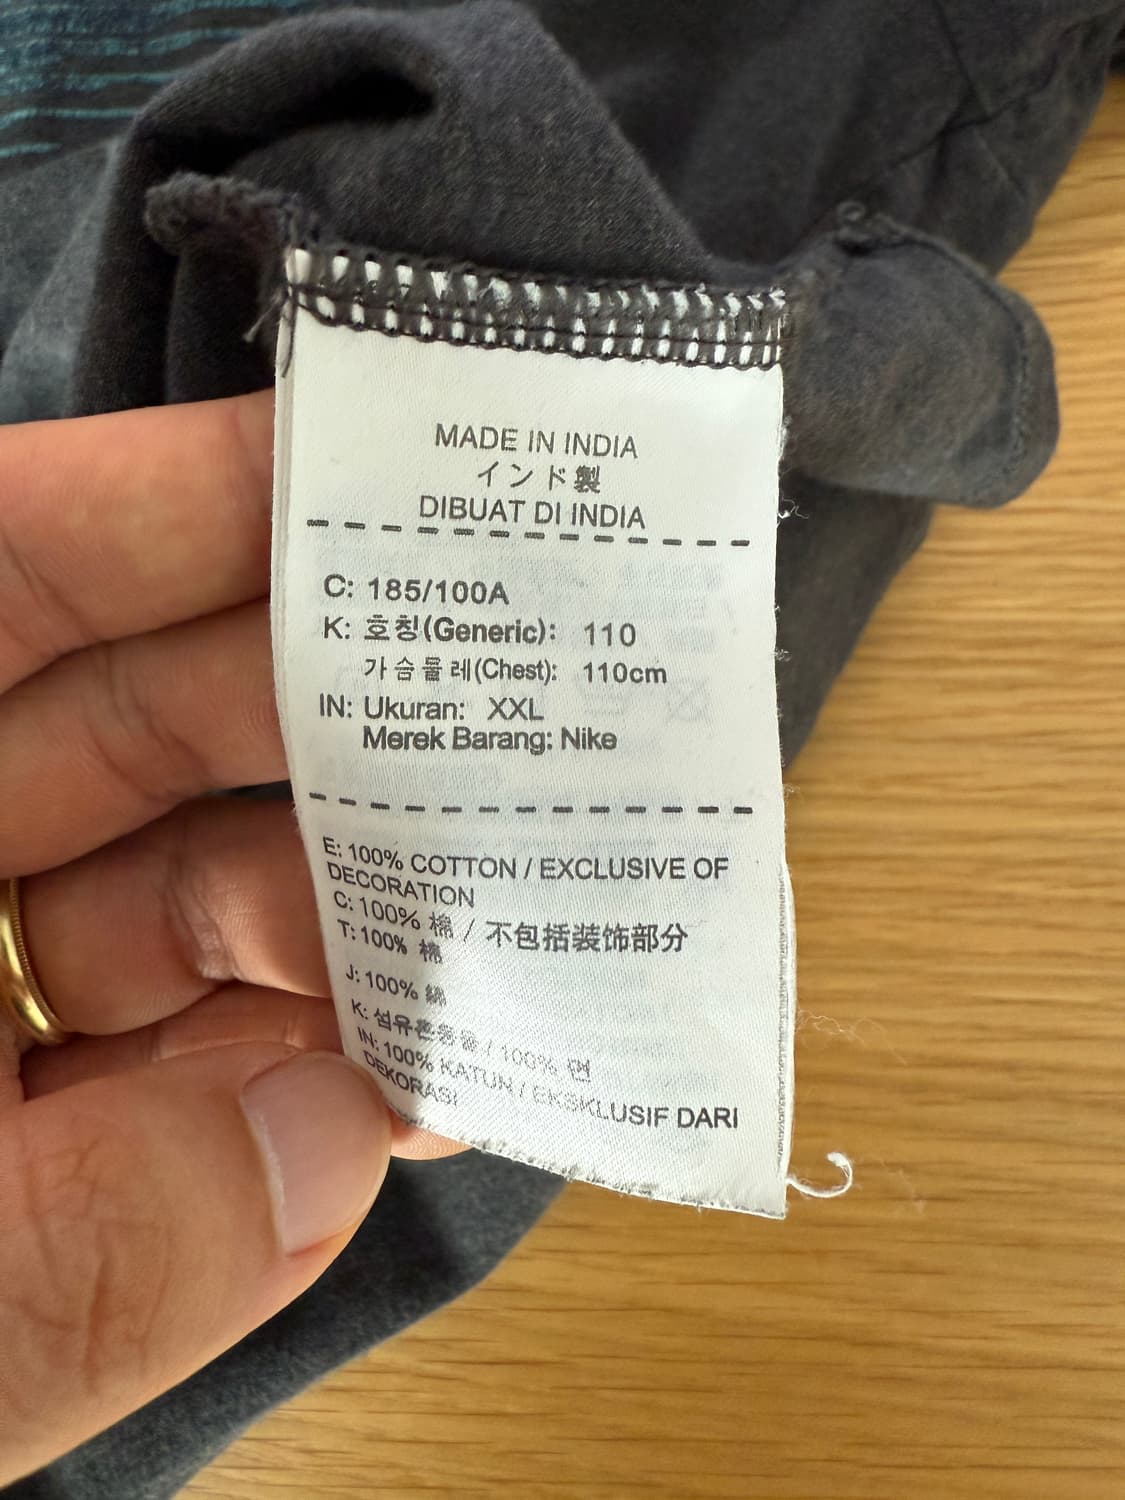 MADE IN INDIA
インド製
DIBUAT DI INDIA
C: 185/100A
K: 호칭(Generic): 110
가슴물레(Chest): 110cm
IN: Ukuran: XXL
Merek Barang: Nike
E: 100% COTTON / EXCLUSIVE OF
DECORATION
C: 100% 棉 / 不包括装饰部分
T: 100% 棉
J: 100% 綿
K: 섬유혼용율 / 100% 면
IN: 100% KATUN / EKSKLUSIF DARI
DEKORASI